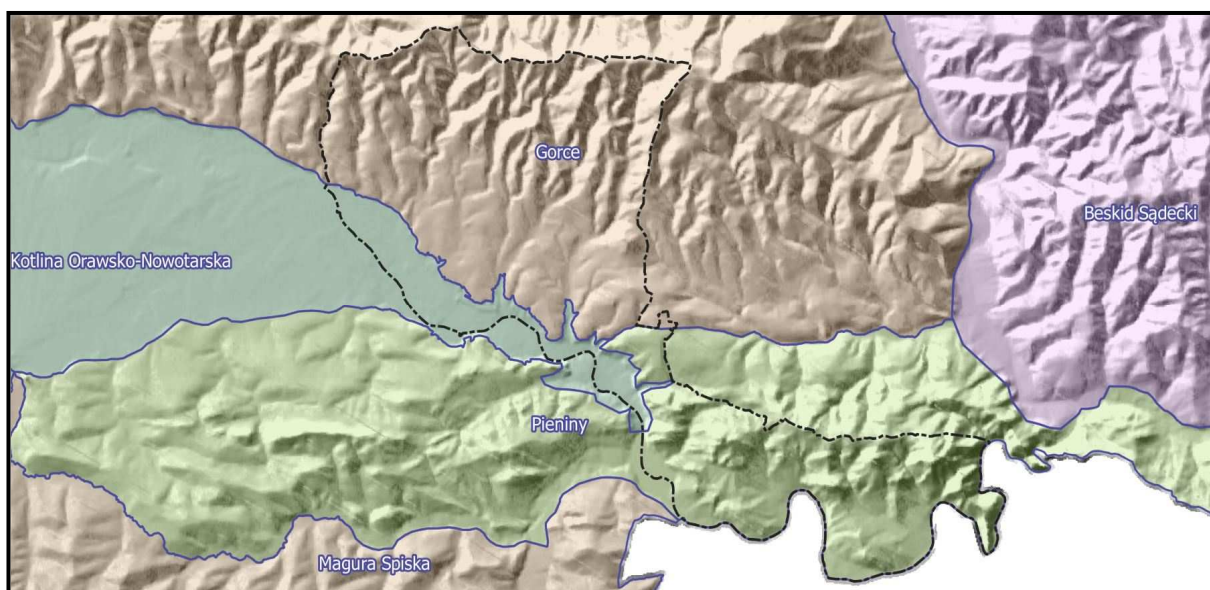 Gorce
Beskid Sądecki
Kotlina Orawsko-Nowotarska
Pieniny
Magura Spiska